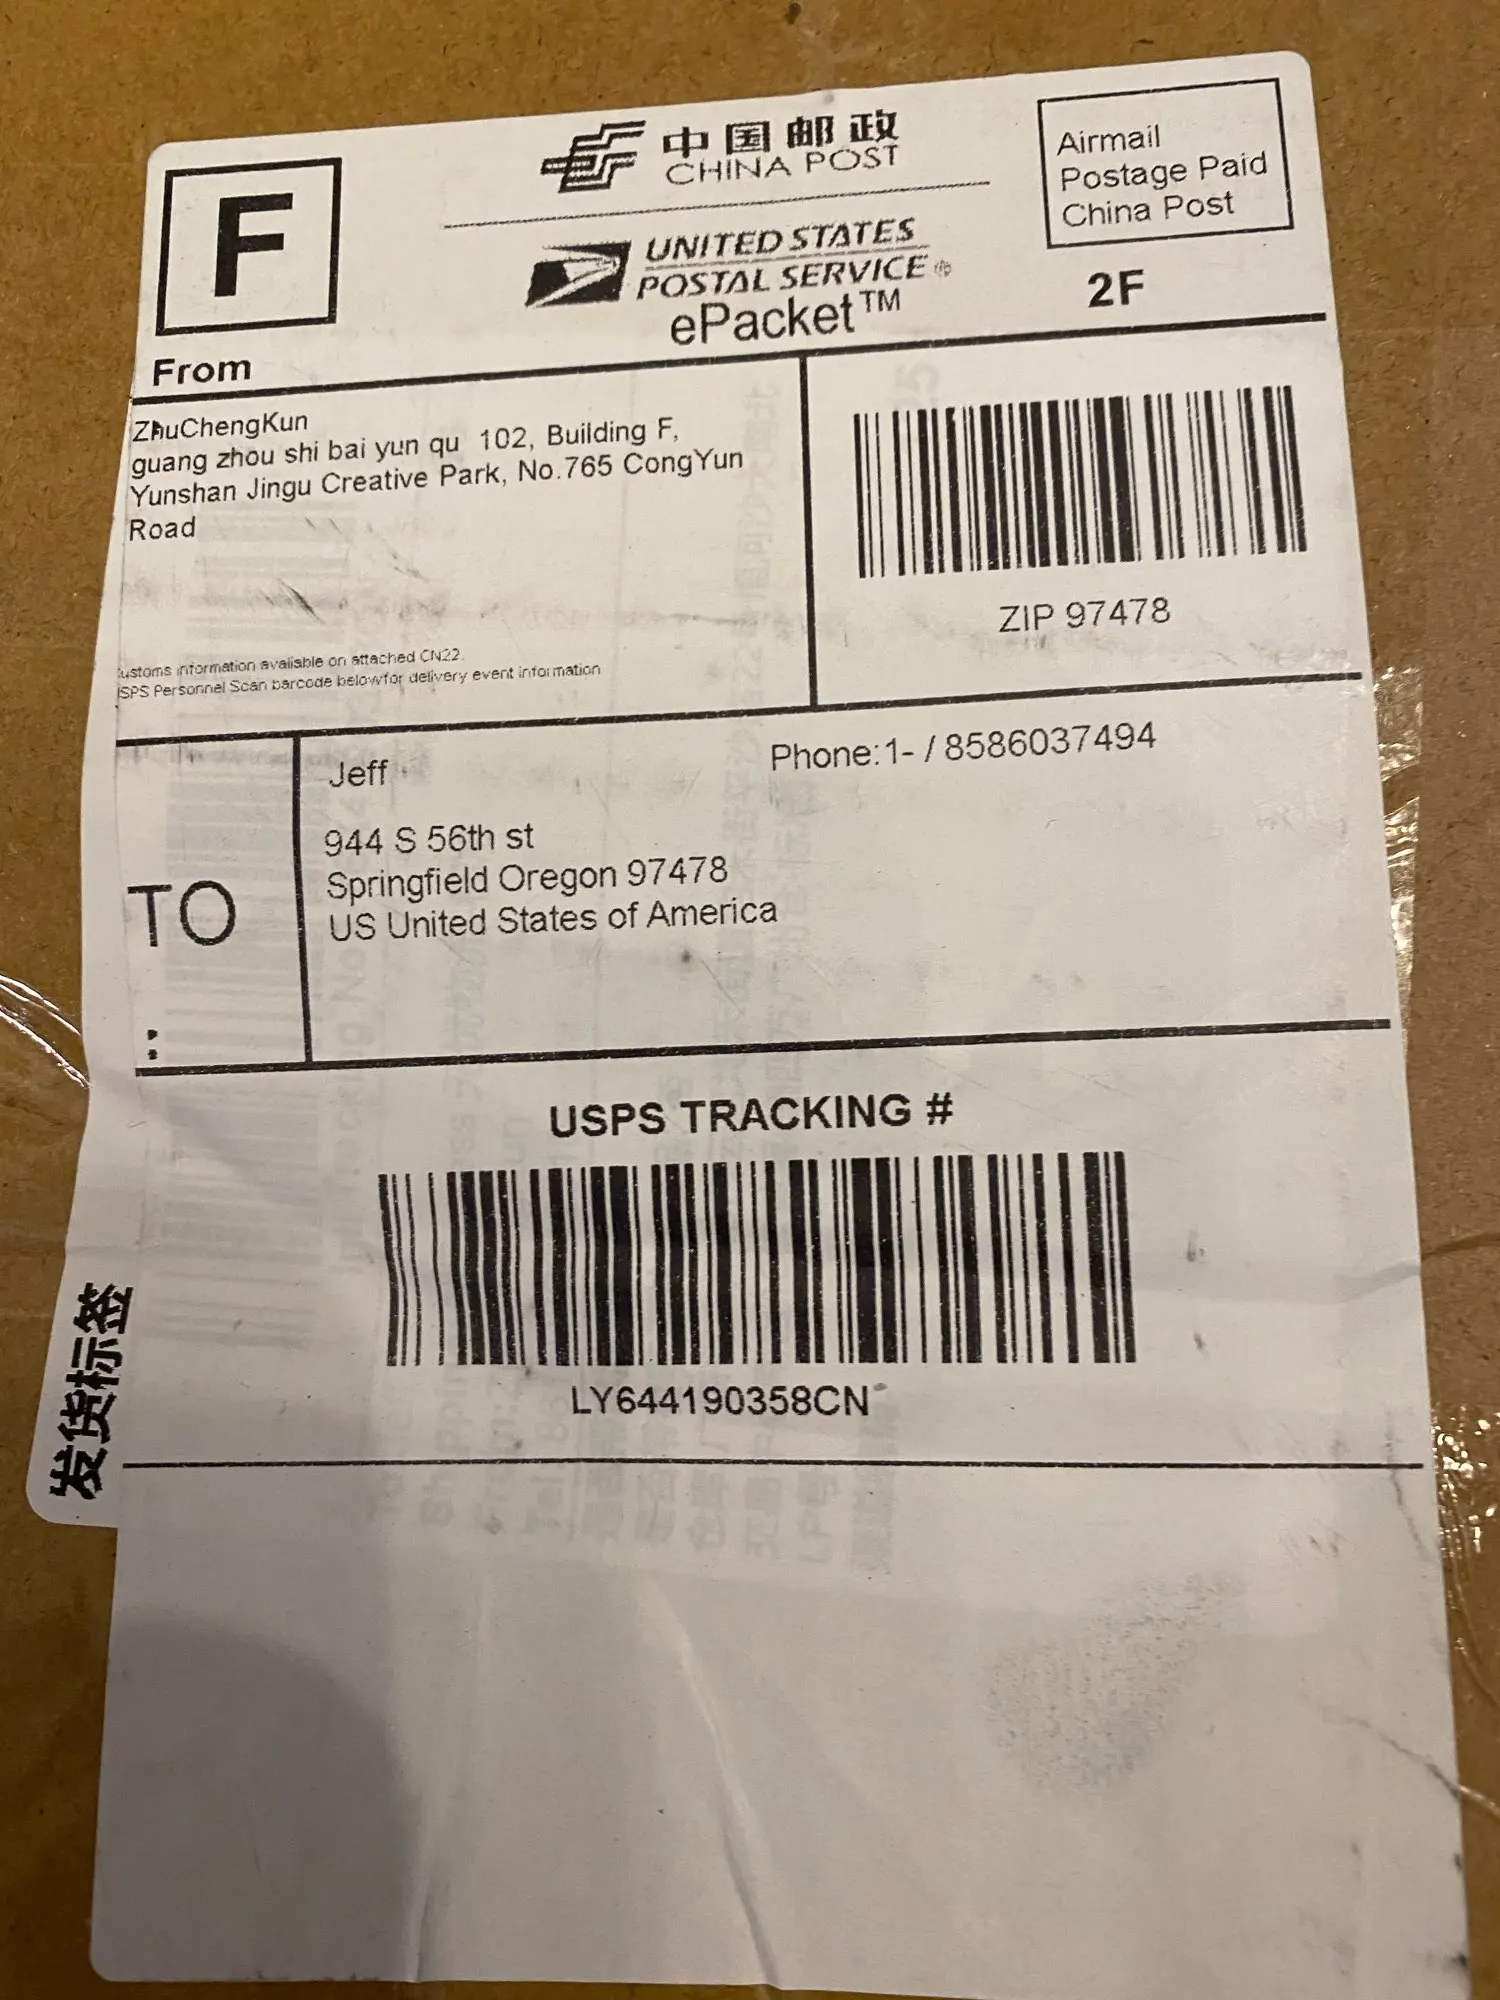 F
中国邮政
CHINA POST
UNITED STATES
POSTAL SERVICE®
ePacket™
Airmail
Postage Paid
China Post
2F
From
ZhuChengKun
guang zhou shi bai yun qu 102, Building F,
Yunshan Jingu Creative Park, No.765 CongYun
Road
ustoms information available on attached CN22.
SPS Personnel Scan barcode belowfor delivery event information
ZIP 97478
TO
:
Jeff
Phone:1- / 8586037494
944 S 56th st
Springfield Oregon 97478
US United States of America
USPS TRACKING #
LY644190358CN
发货标签